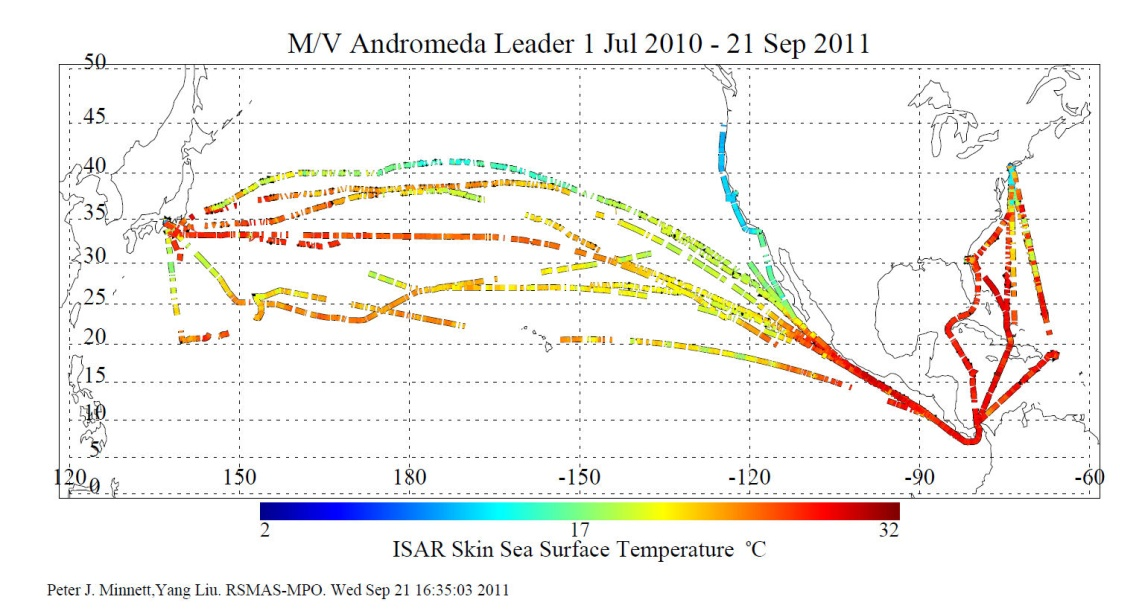 M/V Andromeda Leader 1 Jul 2010 - 21 Sep 2011
50
45
40
35
30
25
20
15
10
5
0
120 150 180 -150 -120 -90 -60
2 17 32
ISAR Skin Sea Surface Temperature °C
Peter J. Minnett,Yang Liu. RSMAS-MPO. Wed Sep 21 16:35:03 2011